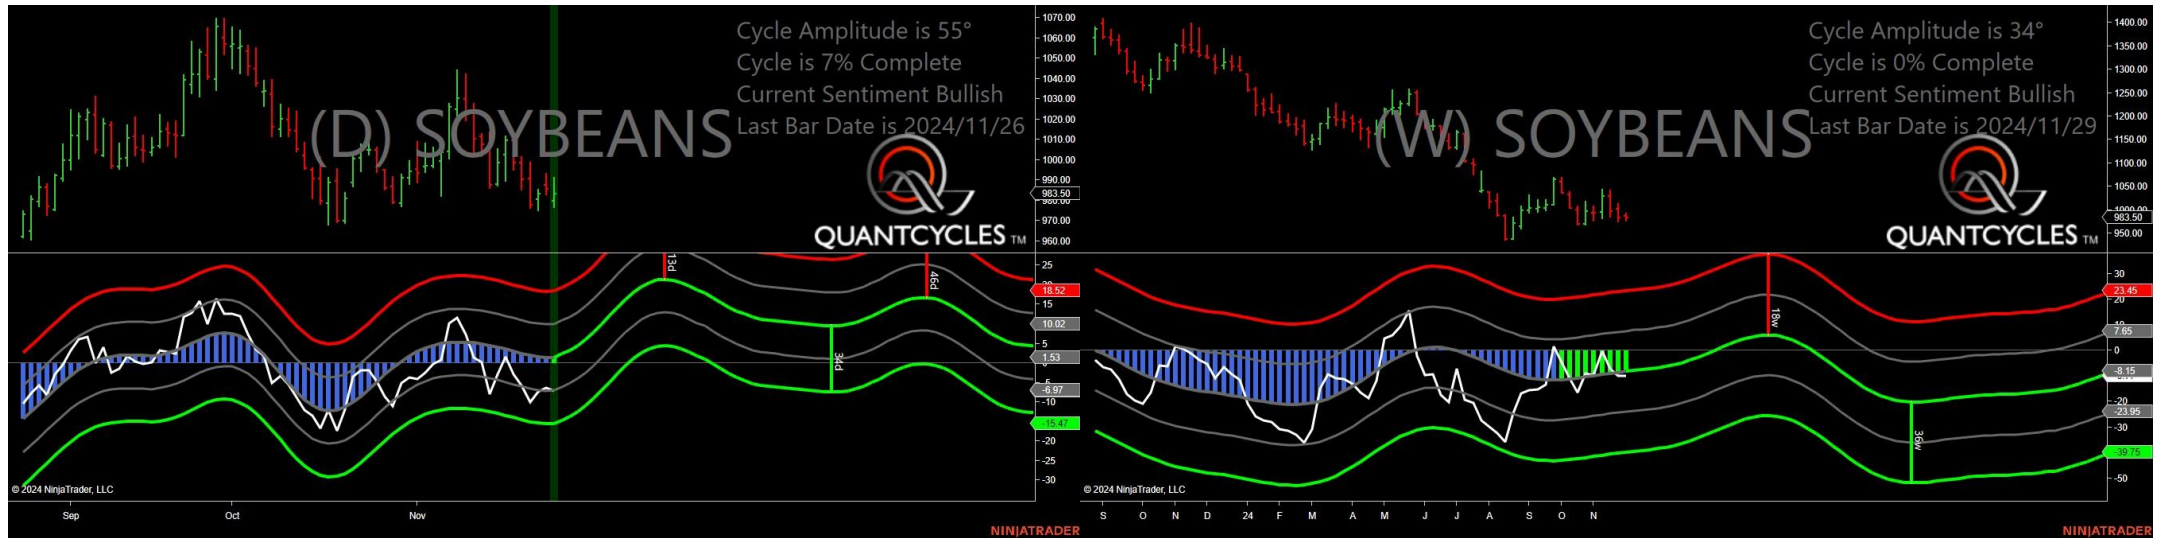 Cycle Amplitude is 55°
Cycle is 7% Complete
Current Sentiment Bullish
Last Bar Date is 2024/11/26
(D) SOYBEANS
QUANTCYCLES TM
1070.00
1060.00
1050.00
1040.00
1030.00
1020.00
1010.00
1000.00
990.00
983.50
980.00
970.00
960.00
13d
46d
34d
25
18.52
15
10.02
5
1.53
-6.97
-10
-15.47
-20
-25
-30
© 2024 NinjaTrader, LLC
Sep Oct Nov
NINJATRADER
Cycle Amplitude is 34°
Cycle is 0% Complete
Current Sentiment Bullish
Last Bar Date is 2024/11/29
(W) SOYBEANS
QUANTCYCLES TM
1400.00
1350.00
1300.00
1250.00
1200.00
1150.00
1100.00
1050.00
1000.00
983.50
950.00
18w
36w
30
23.45
20
10
7.65
0
-8.15
-20
-23.95
-30
-39.75
-50
© 2024 NinjaTrader, LLC
S O N D 24 F M A M J J A S O N
NINJATRADER